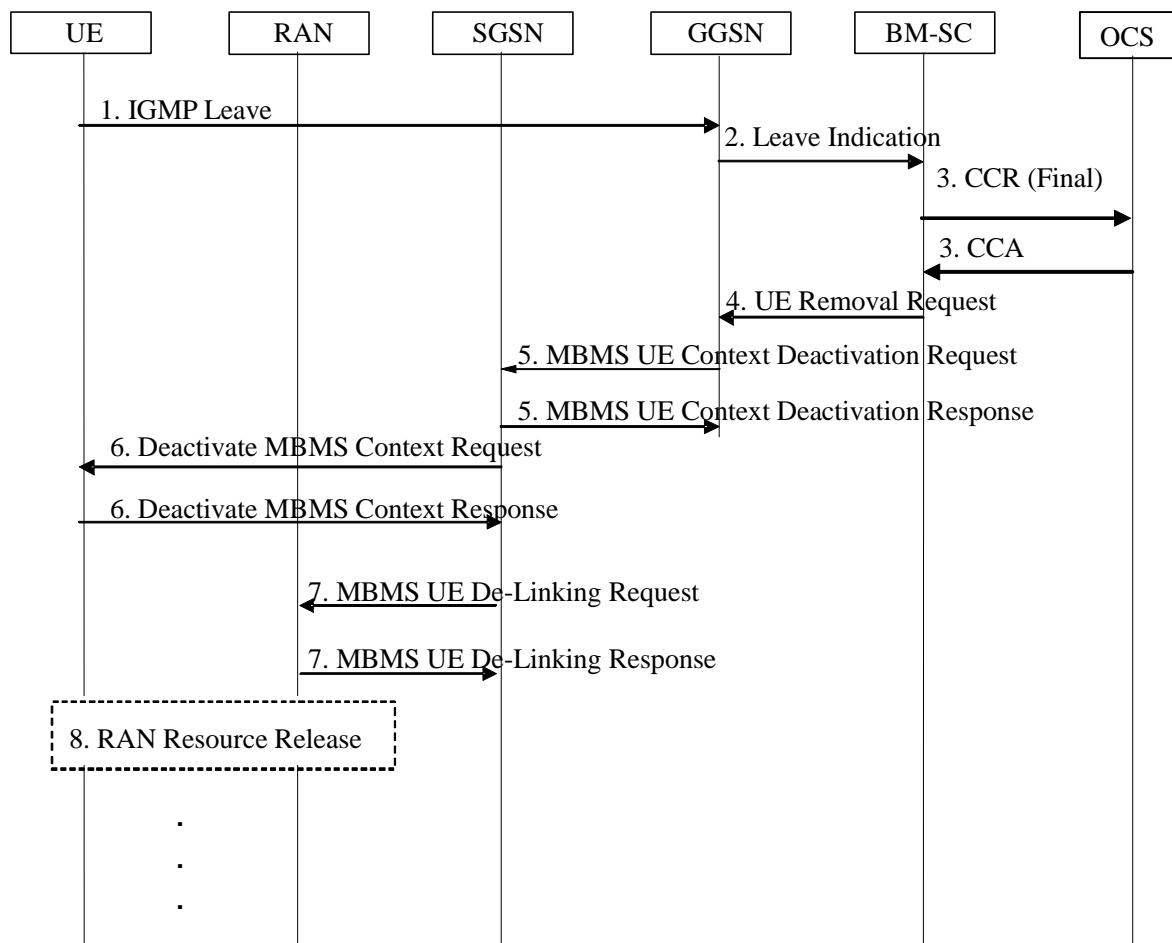 UE
RAN
SGSN
GGSN
BM-SC
OCS
1. IGMP Leave
2. Leave Indication
3. CCR (Final)
3. CCA
4. UE Removal Request
5. MBMS UE Context Deactivation Request
5. MBMS UE Context Deactivation Response
6. Deactivate MBMS Context Request
6. Deactivate MBMS Context Response
7. MBMS UE De-Linking Request
7. MBMS UE De-Linking Response
8. RAN Resource Release